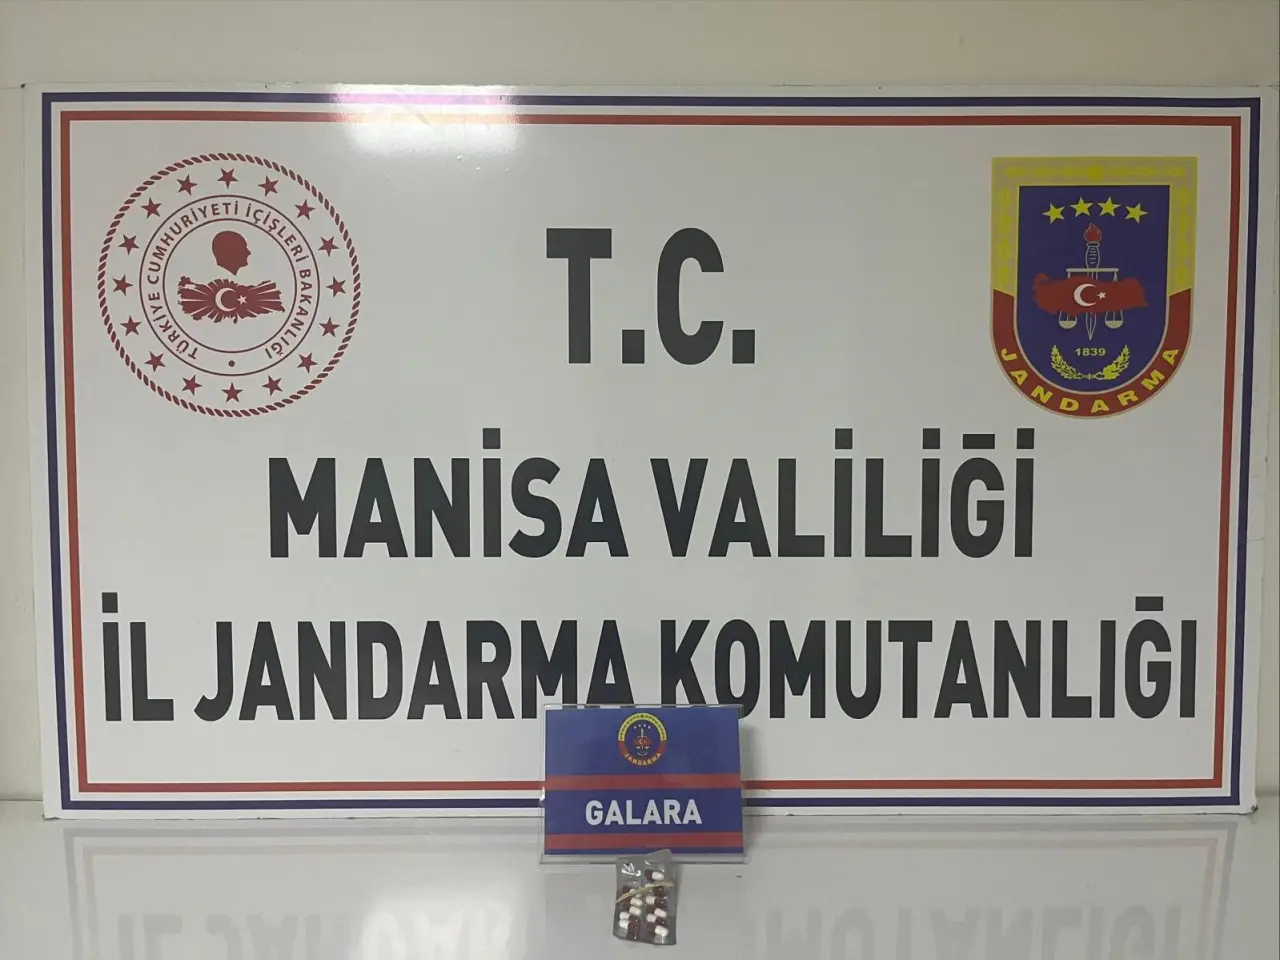 TÜRKİYE CUMHURİYETİ İÇİŞLERİ BAKANLIĞI
T.C.
1839
JANDARMA
MANİSA VALİLİĞİ
İL JANDARMA KOMUTANLIĞI
JANDARMA
GALARA